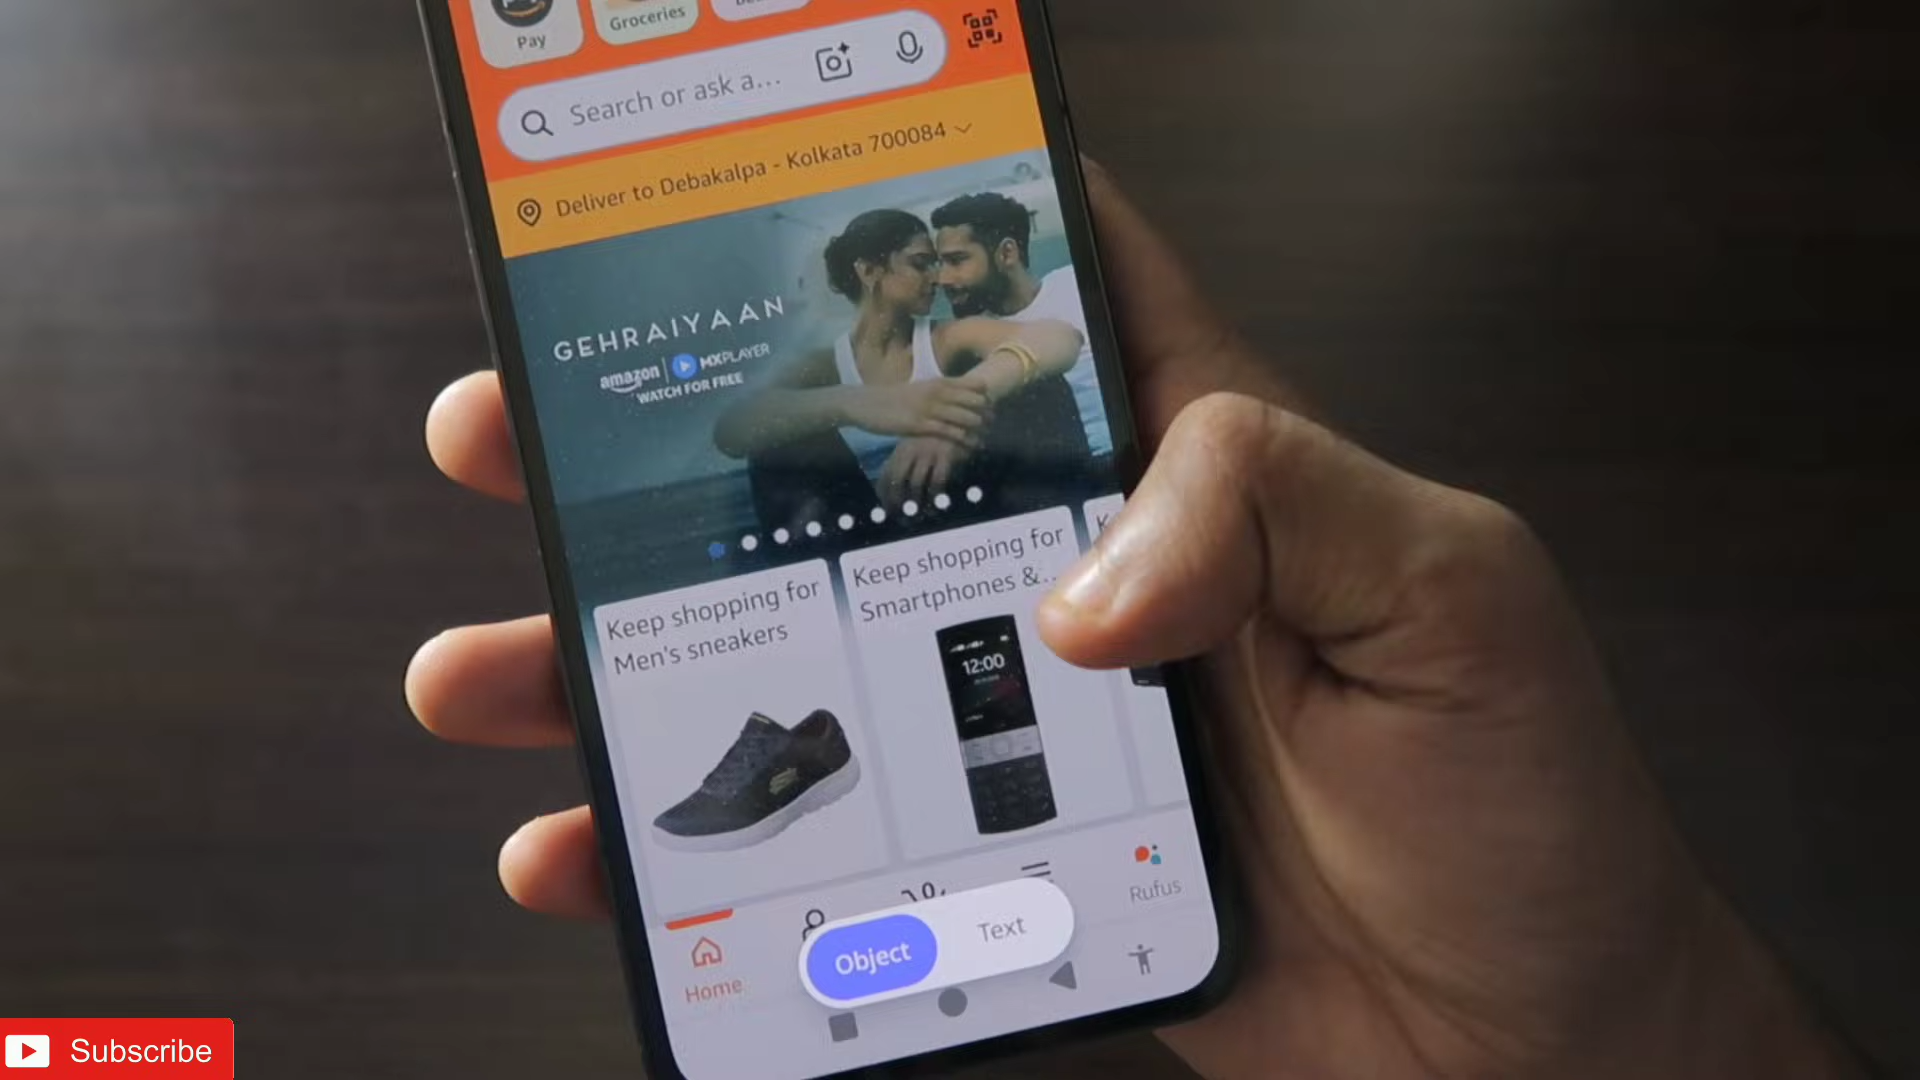 Pay
Groceries
Search or ask a...
Deliver to Debakalpa - Kolkata 700084
GEHRAIYAAN
amazon | MXPLAYER
WATCH FOR FREE
Keep shopping for
Men's sneakers
Keep shopping for
Smartphones &...
K
12:00
Home
Object
Text
Rufus
Subscribe